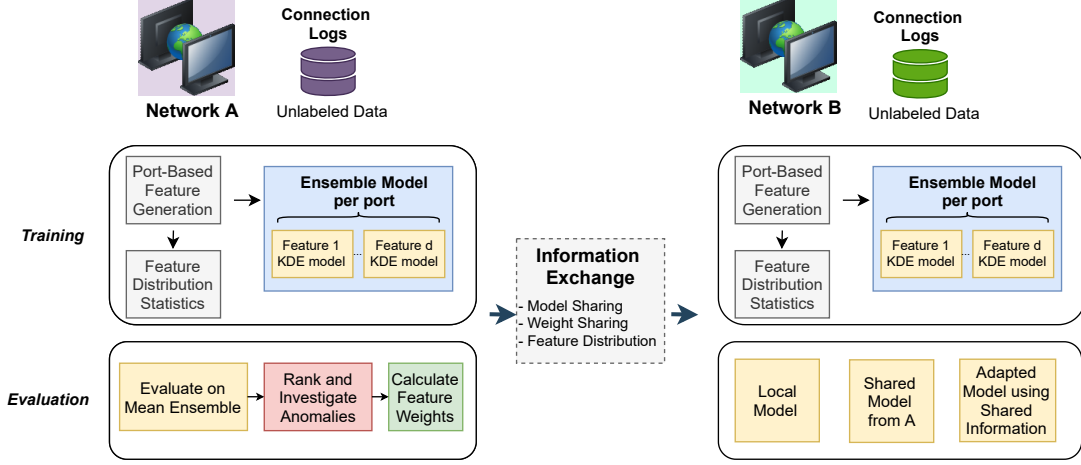 Connection
Logs
Network A
Unlabeled Data
Connection
Logs
Network B
Unlabeled Data
Training
Port-Based
Feature
Generation
Feature
Distribution
Statistics
Ensemble Model
per port
Feature 1
KDE model
...
Feature d
KDE model
Information
Exchange
- Model Sharing
- Weight Sharing
- Feature Distribution
Port-Based
Feature
Generation
Feature
Distribution
Statistics
Ensemble Model
per port
Feature 1
KDE model
...
Feature d
KDE model
Evaluation
Evaluate on
Mean Ensemble
Rank and
Investigate
Anomalies
Calculate
Feature
Weights
Local
Model
Shared
Model
from A
Adapted
Model using
Shared
Information